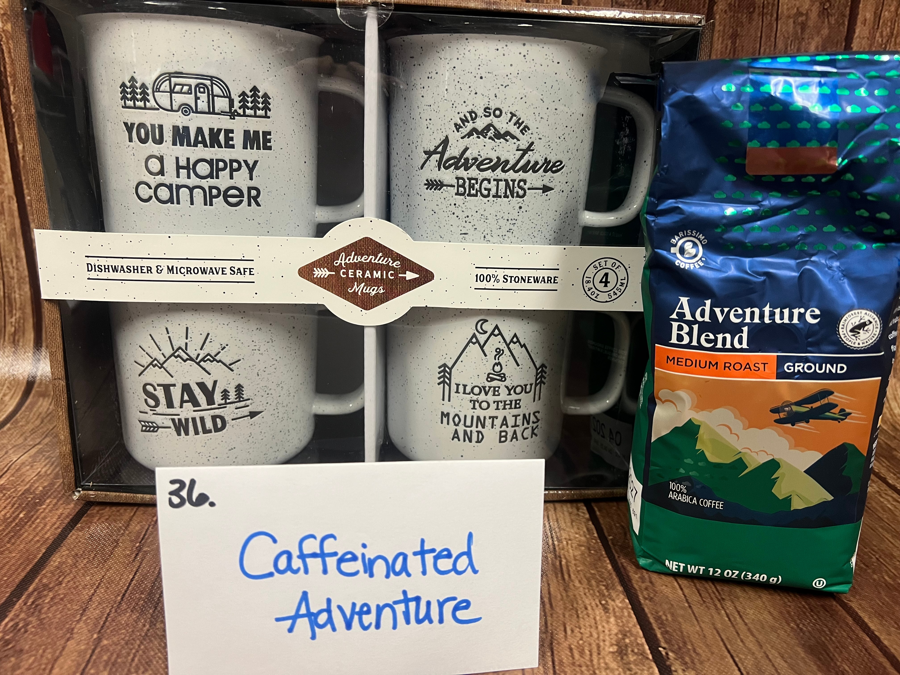 YOU MAKE ME
a HAPPY
camper
AND SO THE
Adventure
BEGINS
DISHWASHER & MICROWAVE SAFE
Adventure
CERAMIC
Mugs
100% STONEWARE
SET OF
4
STAY
WILD
I LOVE YOU
TO THE
MOUNTAINS
AND BACK
BARISSIMO
COFFEE
Adventure
Blend
MEDIUM ROAST GROUND
100%
ARABICA COFFEE
NET WT 12 OZ (340 g)
36.
Caffeinated
Adventure